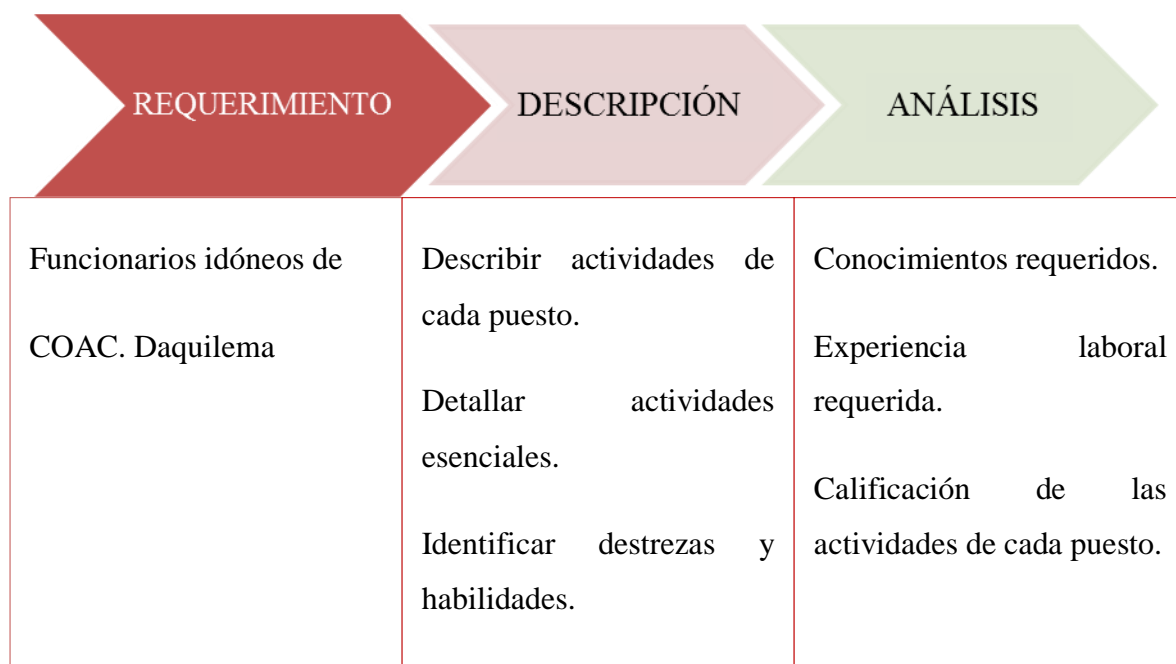 REQUERIMIENTO
DESCRIPCIÓN
ANÁLISIS
Funcionarios idóneos de
COAC. Daquilema
Describir actividades de
cada puesto.
Detallar actividades
esenciales.
Identificar destrezas y
habilidades.
Conocimientos requeridos.
Experiencia laboral
requerida.
Calificación de las
actividades de cada puesto.